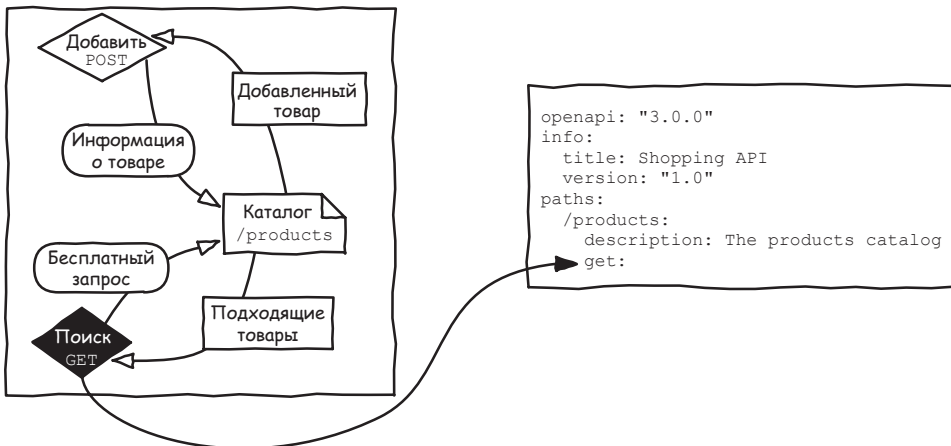 Добавить
POST
Добавленный
товар
Информация
о товаре
Каталог
/products
Бесплатный
запрос
Подходящие
товары
Поиск
GET
openapi: "3.0.0"
info:
  title: Shopping API
  version: "1.0"
paths:
  /products:
    description: The products catalog
    get: